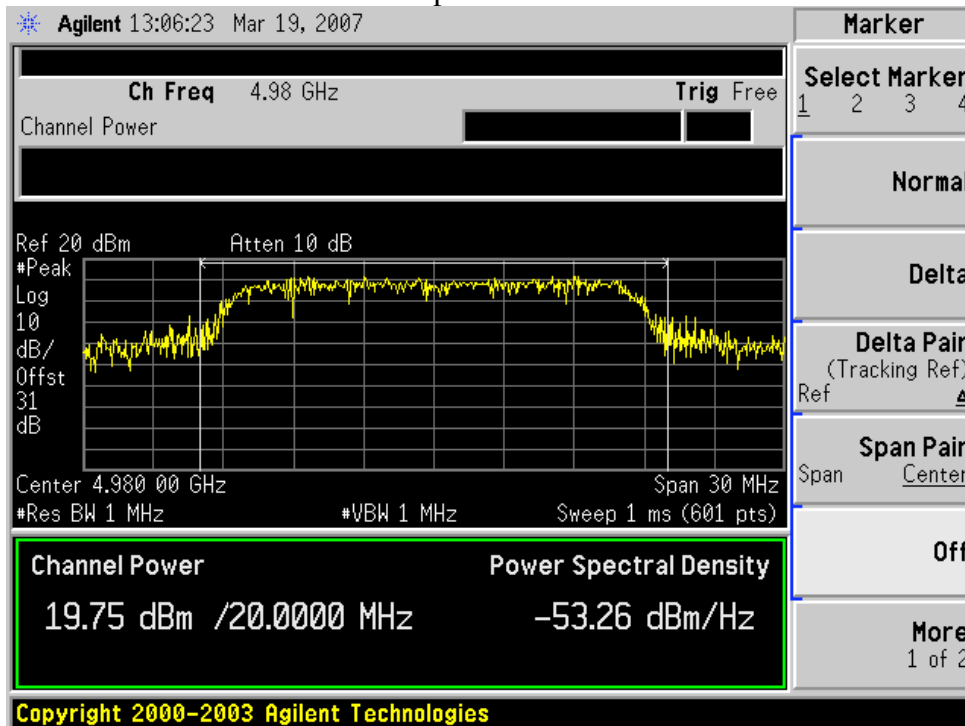 Agilent 13:06:23 Mar 19, 2007
Ch Freq 4.98 GHz Trig Free
Channel Power
Ref 20 dBm Atten 10 dB
#Peak
Log
10
dB/
Offst
31
dB
Center 4.980 00 GHz Span 30 MHz
#Res BW 1 MHz #VBW 1 MHz Sweep 1 ms (601 pts)
Channel Power Power Spectral Density
19.75 dBm /20.0000 MHz -53.26 dBm/Hz
Copyright 2000-2003 Agilent Technologies
Marker
Select Marker
1 2 3 4
Normal
Delta
Delta Pair
(Tracking Ref)
Ref Δ
Span Pair
Span Center
Off
More
1 of 2